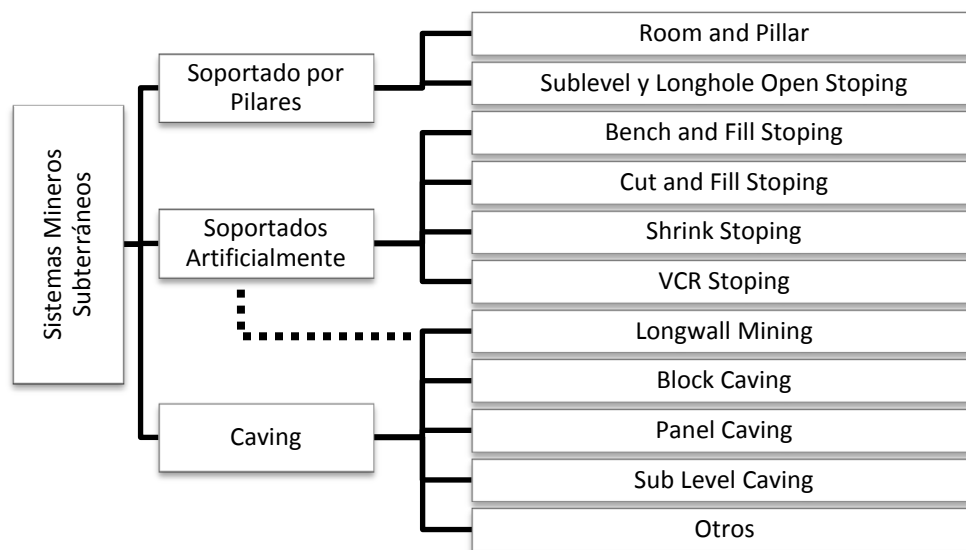 Sistemas Mineros
Subterráneos
Soportado por
Pilares
Room and Pillar
Sublevel y Longhole Open Stoping
Soportados
Artificialmente
Bench and Fill Stoping
Cut and Fill Stoping
Shrink Stoping
VCR Stoping
Caving
Longwall Mining
Block Caving
Panel Caving
Sub Level Caving
Otros